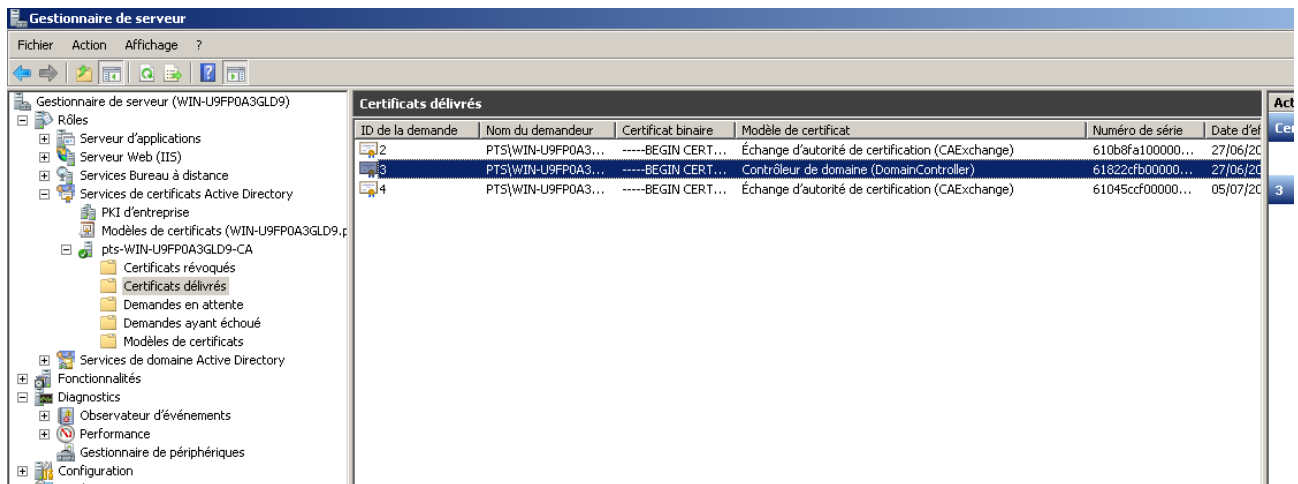 Gestionnaire de serveur
Fichier Action Affichage ?
Gestionnaire de serveur (WIN-U9FP0A3GLD9)
Rôles
Serveur d'applications
Serveur Web (IIS)
Services Bureau à distance
Services de certificats Active Directory
PKI d'entreprise
Modèles de certificats (WIN-U9FP0A3GLD9.p
pts-WIN-U9FP0A3GLD9-CA
Certificats révoqués
Certificats délivrés
Demandes en attente
Demandes ayant échoué
Modèles de certificats
Services de domaine Active Directory
Fonctionnalités
Diagnostics
Observateur d'événements
Performance
Gestionnaire de périphériques
Configuration
Certificats délivrés
ID de la demande Nom du demandeur Certificat binaire Modèle de certificat Numéro de série Date d'ef
2 PTS\WIN-U9FP0A3... -----BEGIN CERT... Échange d'autorité de certification (CAExchange) 610b8fa100000... 27/06/20
3 PTS\WIN-U9FP0A3... -----BEGIN CERT... Contrôleur de domaine (DomainController) 61822cfb00000... 27/06/20
4 PTS\WIN-U9FP0A3... -----BEGIN CERT... Échange d'autorité de certification (CAExchange) 61045ccf00000... 05/07/20
Act
Cer
3